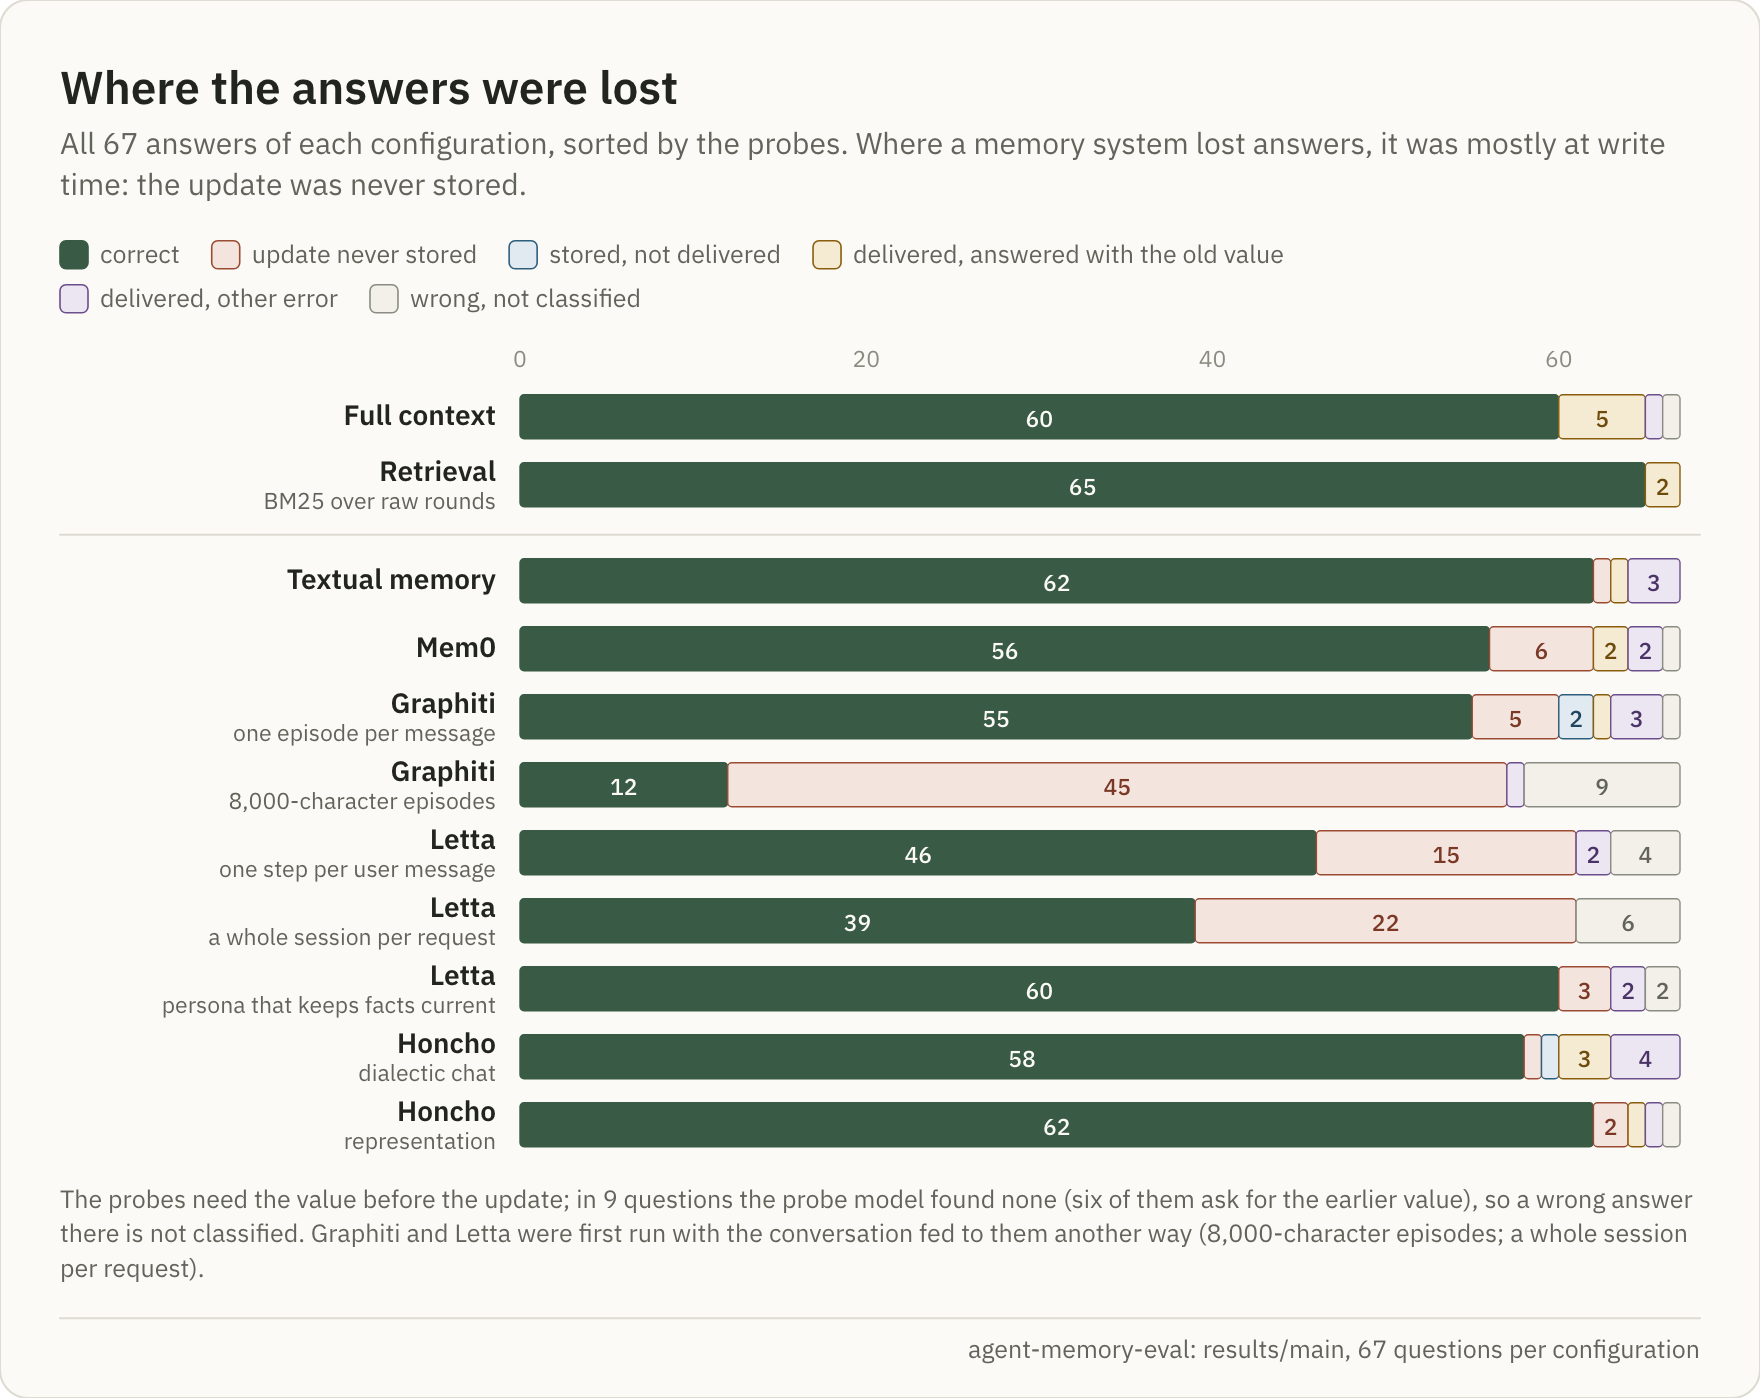 Where the answers were lost
All 67 answers of each configuration, sorted by the probes. Where a memory system lost answers, it was mostly at write
time: the update was never stored.
correct
update never stored
stored, not delivered
delivered, answered with the old value
delivered, other error
wrong, not classified
0 20 40 60
Full context
60 5
Retrieval
BM25 over raw rounds
65 2
Textual memory
62 3
Mem0
56 6 2 2
Graphiti
one episode per message
55 5 2 3
Graphiti
8,000-character episodes
12 45 9
Letta
one step per user message
46 15 2 4
Letta
a whole session per request
39 22 6
Letta
persona that keeps facts current
60 3 2 2
Honcho
dialectic chat
58 3 4
Honcho
representation
62 2
The probes need the value before the update; in 9 questions the probe model found none (six of them ask for the earlier value), so a wrong answer
there is not classified. Graphiti and Letta were first run with the conversation fed to them another way (8,000-character episodes; a whole session
per request).
agent-memory-eval: results/main, 67 questions per configuration